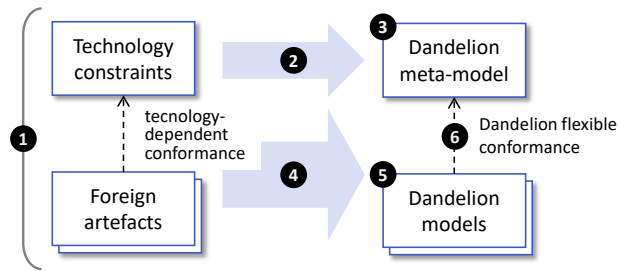 1
Technology
constraints
2
3
Dandelion
meta-model
tecnology-
dependent
conformance
6
Dandelion flexible
conformance
4
5
Foreign
artefacts
Dandelion
models